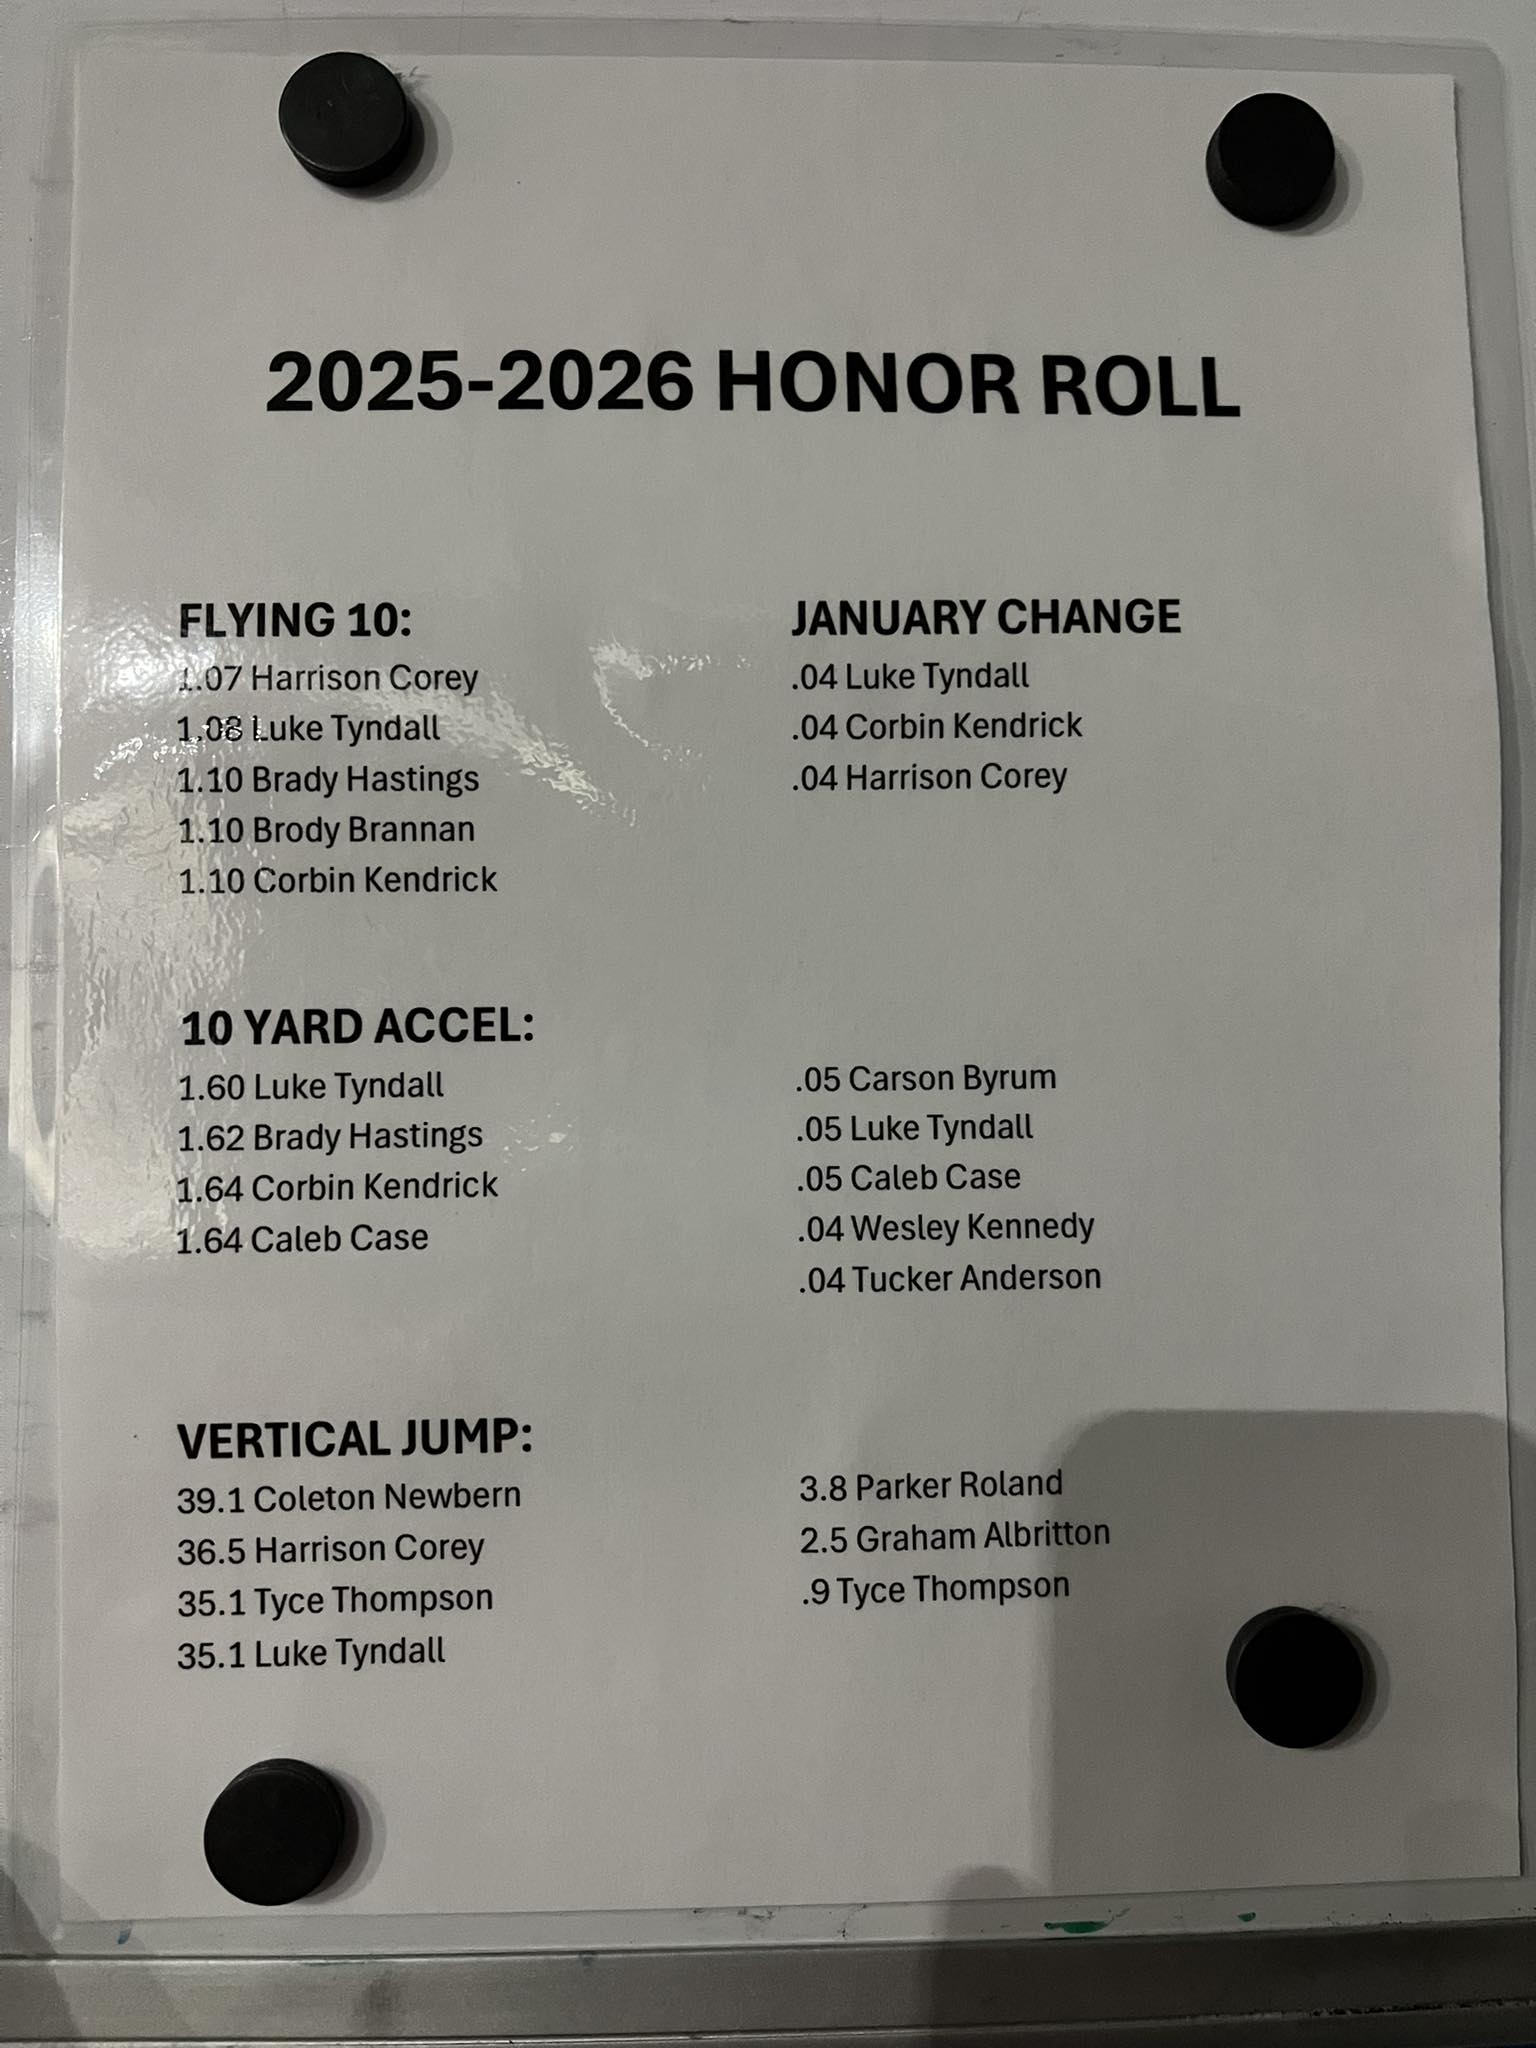 2025-2026 HONOR ROLL
FLYING 10:
1.07 Harrison Corey
1.08 Luke Tyndall
1.10 Brady Hastings
1.10 Brody Brannan
1.10 Corbin Kendrick
JANUARY CHANGE
.04 Luke Tyndall
.04 Corbin Kendrick
.04 Harrison Corey
10 YARD ACCEL:
1.60 Luke Tyndall
1.62 Brady Hastings
1.64 Corbin Kendrick
1.64 Caleb Case
.05 Carson Byrum
.05 Luke Tyndall
.05 Caleb Case
.04 Wesley Kennedy
.04 Tucker Anderson
VERTICAL JUMP:
39.1 Coleton Newbern
36.5 Harrison Corey
35.1 Tyce Thompson
35.1 Luke Tyndall
3.8 Parker Roland
2.5 Graham Albritton
.9 Tyce Thompson